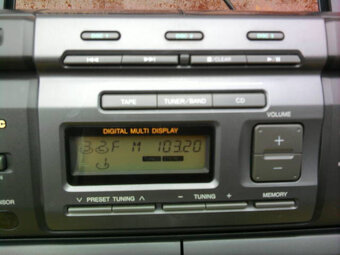 DISC 1 DISC 2 DISC 3
■/CLEAR
TAPE TUNER/BAND CD
VOLUME
DIGITAL MULTI DISPLAY
F M 103.20
+
-
∨ PRESET TUNING ∧ - TUNING + MEMORY